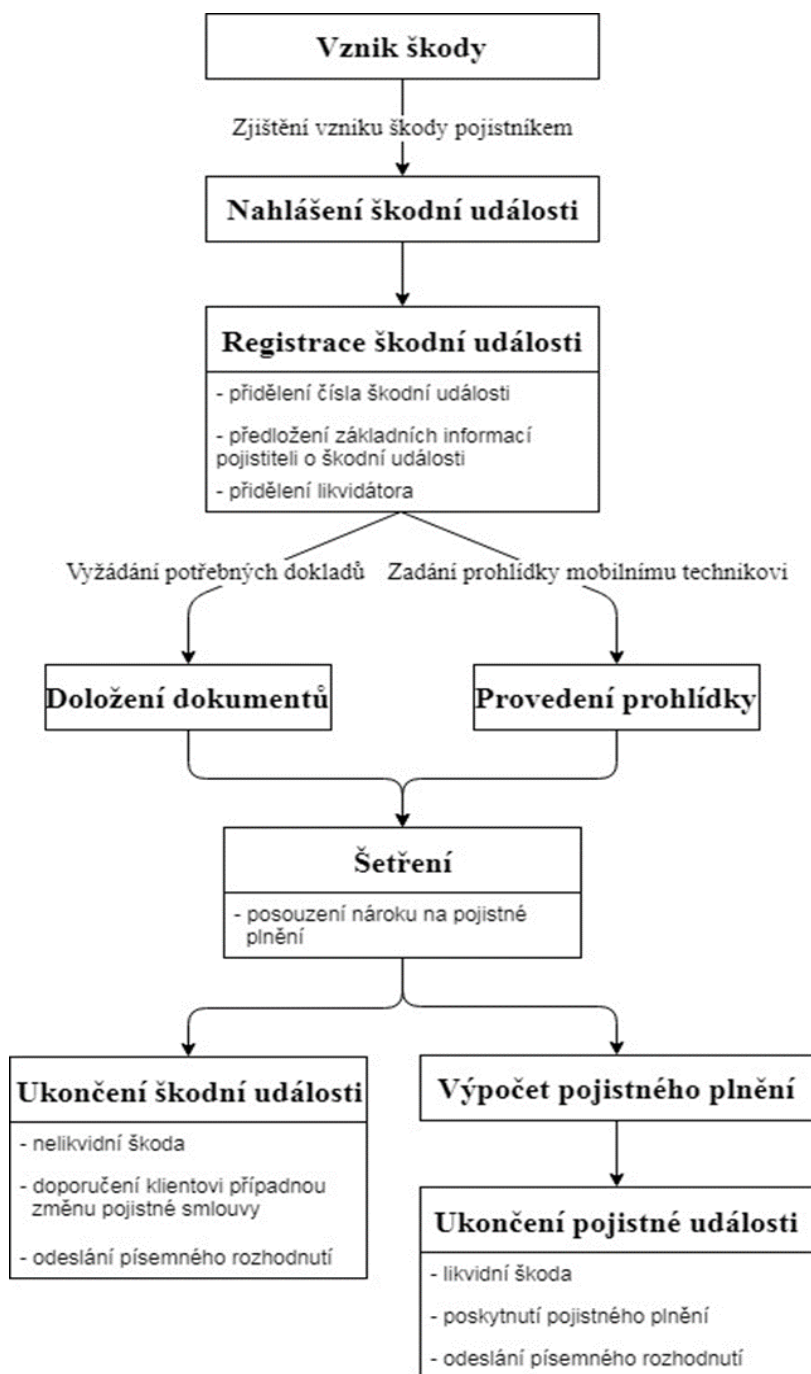 Vznik škody
Zjištění vzniku škody pojistníkem
Nahlášení škodní události
Registrace škodní události
- přidělení čísla škodní události
- předložení základních informací
pojistiteli o škodní události
- přidělení likvidátora
Vyžádání potřebných dokladů
Zadání prohlídky mobilnímu technikovi
Doložení dokumentů
Provedení prohlídky
Šetření
- posouzení nároku na pojistné
plnění
Ukončení škodní události
- nelikvidní škoda
- doporučení klientovi případnou
změnu pojistné smlouvy
- odeslání písemného rozhodnutí
Výpočet pojistného plnění
Ukončení pojistné události
- likvidní škoda
- poskytnutí pojistného plnění
- odeslání písemného rozhodnutí